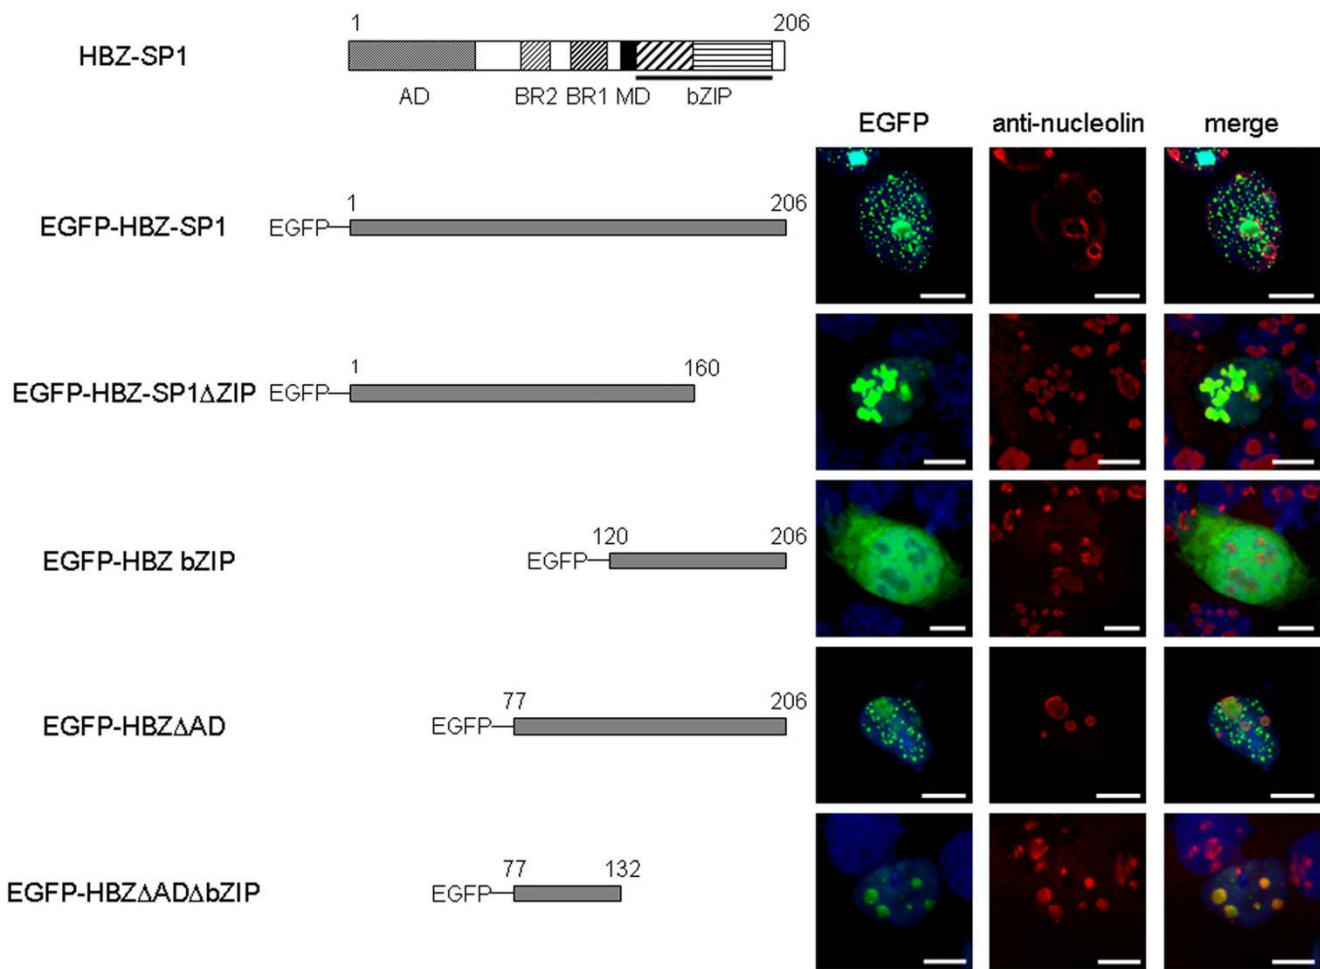 1 206
HBZ-SP1
AD BR2 BR1 MD bZIP
EGFP anti-nucleolin merge
1 206
EGFP-HBZ-SP1 EGFP
1 160
EGFP-HBZ-SP1ΔZIP EGFP
120 206
EGFP-HBZ bZIP EGFP
77 206
EGFP-HBZΔAD EGFP
77 132
EGFP-HBZΔADΔbZIP EGFP